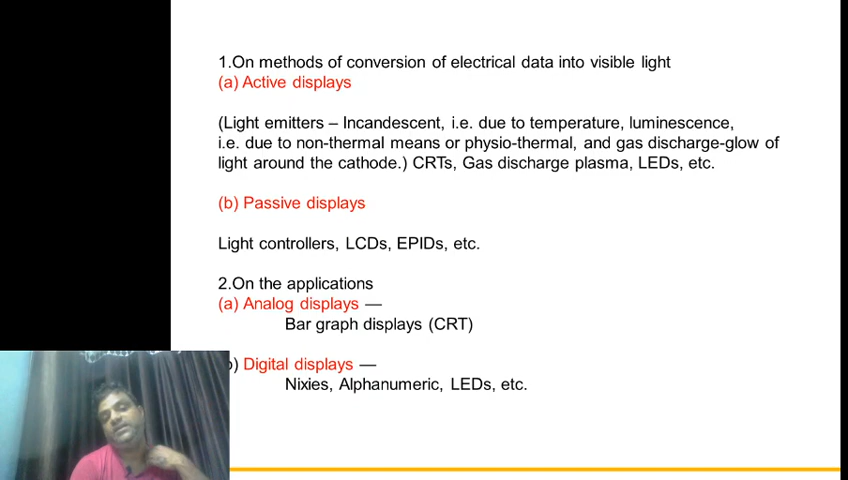 1.On methods of conversion of electrical data into visible light
(a) Active displays
(Light emitters – Incandescent, i.e. due to temperature, luminescence,
i.e. due to non-thermal means or physio-thermal, and gas discharge-glow of
light around the cathode.) CRTs, Gas discharge plasma, LEDs, etc.
(b) Passive displays
Light controllers, LCDs, EPIDs, etc.
2.On the applications
(a) Analog displays —
Bar graph displays (CRT)
) Digital displays —
Nixies, Alphanumeric, LEDs, etc.